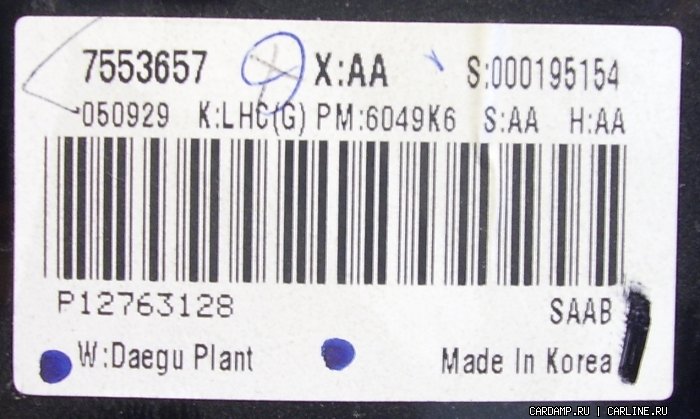 7553657 X:AA S:000195154
050929 K:LHC(G) PM:6049K6 S:AA H:AA
P12763128 SAAB
W:Daegu Plant Made In Korea
CARDAMP.RU | CARLINE.RU